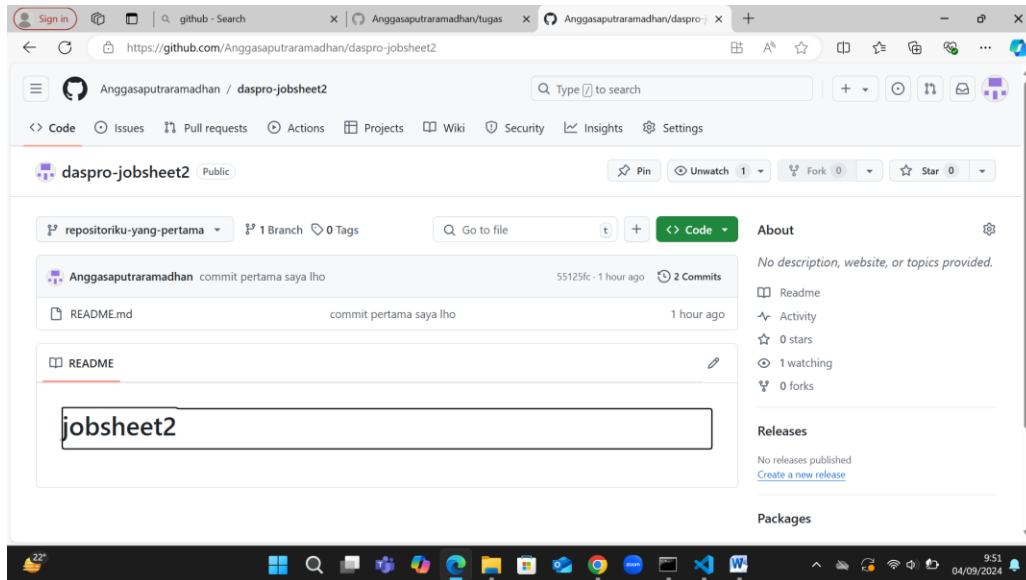 Sign in
github - Search
Anggasaputraramadhan/tugas
Anggasaputraramadhan/daspro-j
https://github.com/Anggasaputraramadhan/daspro-jobsheet2
Anggasaputraramadhan / daspro-jobsheet2
Type / to search
Code Issues Pull requests Actions Projects Wiki Security Insights Settings
daspro-jobsheet2 Public
Pin Unwatch 1 Fork 0 Star 0
repositoriku-yang-pertama 1 Branch 0 Tags Go to file t Code
Anggasaputraramadhan commit pertama saya lho 55125fc · 1 hour ago 2 Commits
README.md commit pertama saya lho 1 hour ago
README
jobsheet2
About
No description, website, or topics provided.
Readme
Activity
0 stars
1 watching
0 forks
Releases
No releases published
Create a new release
Packages
22°
zoom
9:51
04/09/2024